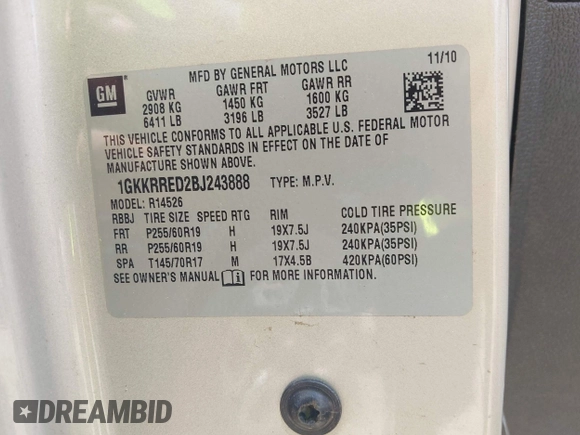 MFD BY GENERAL MOTORS LLC
11/10
GM
GVWR GAWR FRT GAWR RR
2908 KG 1450 KG 1600 KG
6411 LB 3196 LB 3527 LB
THIS VEHICLE CONFORMS TO ALL APPLICABLE U.S. FEDERAL MOTOR
VEHICLE SAFETY STANDARDS IN EFFECT ON THE DATE OF
MANUFACTURE SHOWN ABOVE.
1GKKRRED2BJ243888 TYPE: M.P.V.
MODEL: R14526
RBBJ TIRE SIZE SPEED RTG RIM COLD TIRE PRESSURE
FRT P255/60R19 H 19X7.5J 240KPA(35PSI)
RR P255/60R19 H 19X7.5J 240KPA(35PSI)
SPA T145/70R17 M 17X4.5B 420KPA(60PSI)
SEE OWNER'S MANUAL FOR MORE INFORMATION
DREAMBID